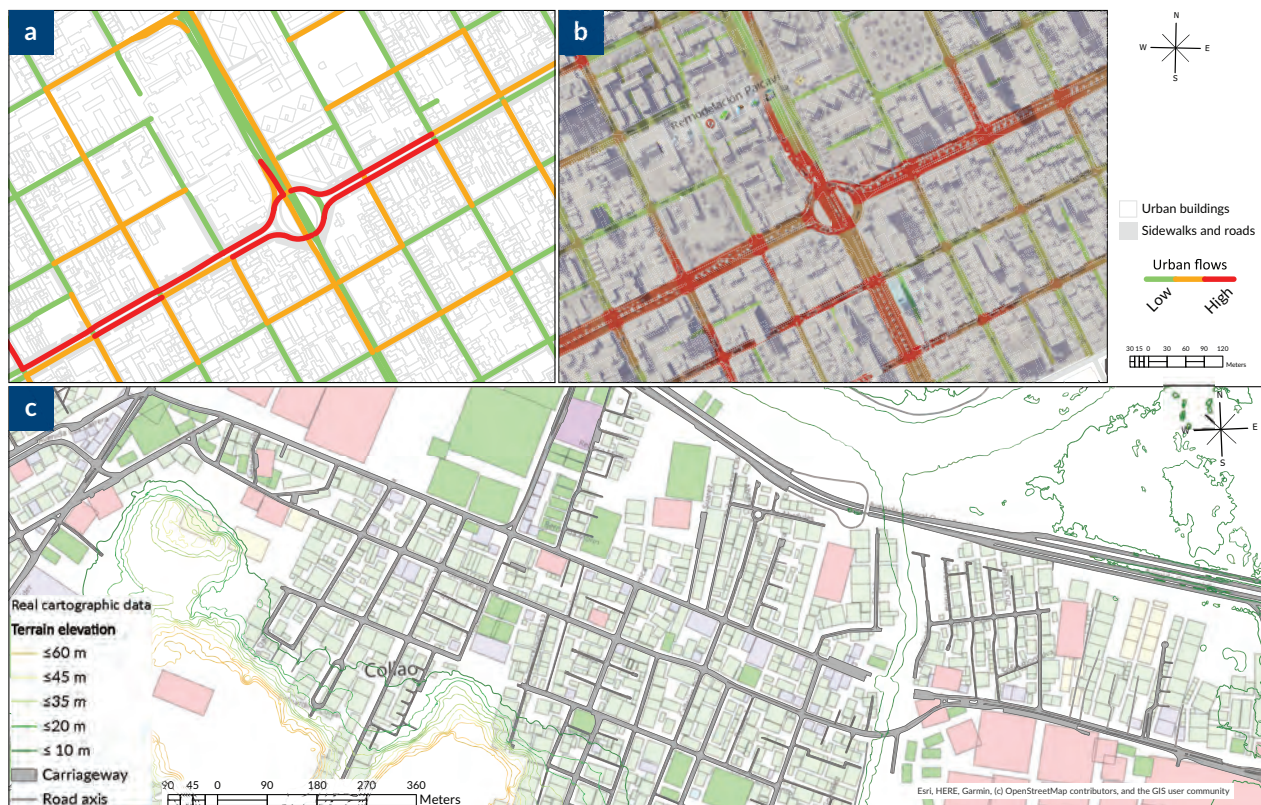 a
b
N
W E
S
Remodelación Paicaví
Urban buildings
Sidewalks and roads
Urban flows
Low High
30 15 0 30 60 90 120
Meters
c
N
W E
S
Collao
Real cartographic data
Terrain elevation
≤60 m
≤45 m
≤35 m
≤20 m
≤ 10 m
Carriageway
Road axis
90 45 0 90 180 270 360
Meters
Esri, HERE, Garmin, (c) OpenStreetMap contributors, and the GIS user community